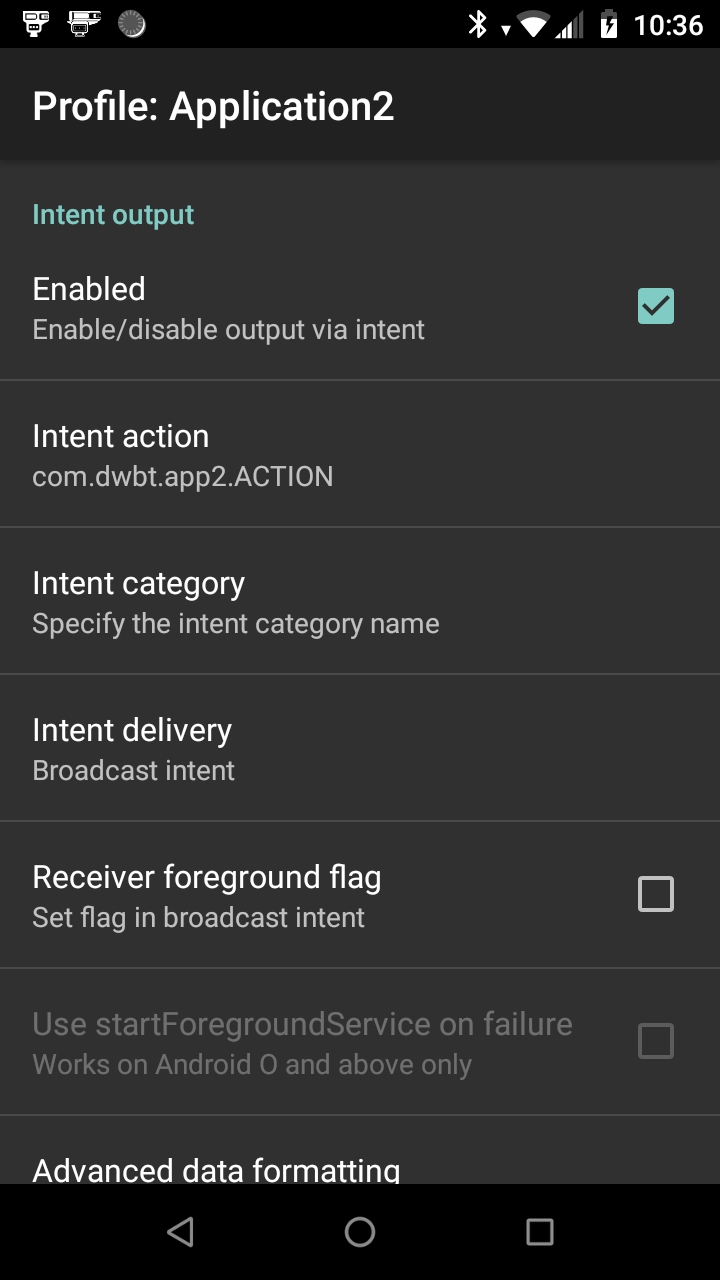 10:36
Profile: Application2
Intent output
Enabled
Enable/disable output via intent
Intent action
com.dwbt.app2.ACTION
Intent category
Specify the intent category name
Intent delivery
Broadcast intent
Receiver foreground flag
Set flag in broadcast intent
Use startForegroundService on failure
Works on Android O and above only
Advanced data formatting